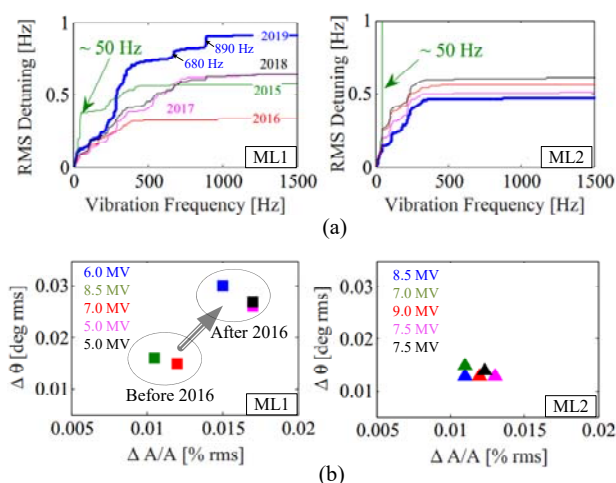 RMS Detuning [Hz]
1
0.5
0
~ 50 Hz
890 Hz
680 Hz
2019
2018
2015
2017
2016
ML1
0 500 1000 1500
Vibration Frequency [Hz]
RMS Detuning [Hz]
1
0.5
0
~ 50 Hz
ML2
0 500 1000 1500
Vibration Frequency [Hz]
(a)
Δ θ [deg rms]
0.03
0.02
0.01
6.0 MV
8.5 MV
7.0 MV
5.0 MV
5.0 MV
After 2016
Before 2016
ML1
0.005 0.01 0.015 0.02
Δ A/A [% rms]
Δ θ [deg rms]
0.03
0.02
0.01
8.5 MV
7.0 MV
9.0 MV
7.5 MV
7.5 MV
ML2
0.005 0.01 0.015 0.02
Δ A/A [% rms]
(b)